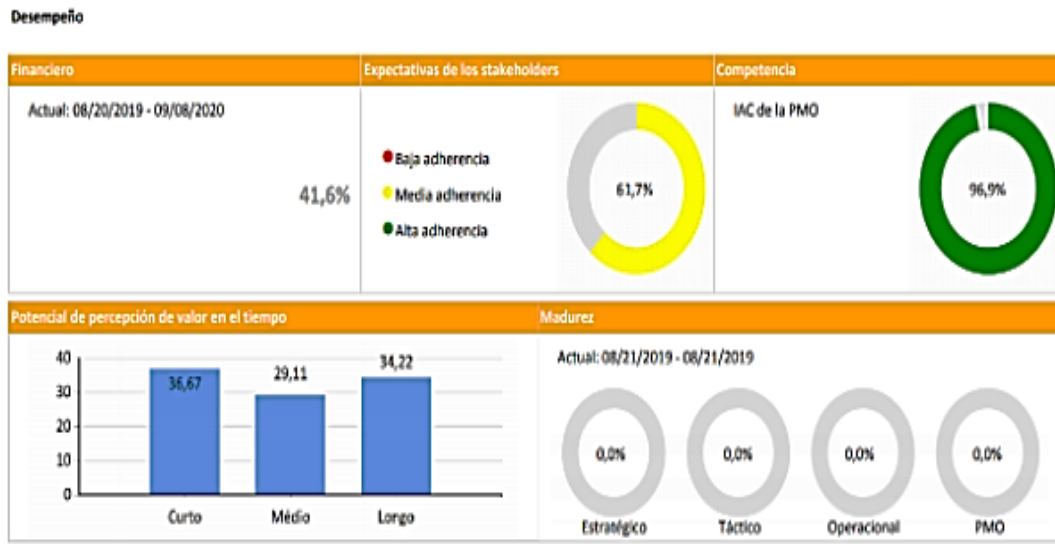 Desempeño
Financiero
Actual: 08/20/2019 - 09/08/2020
41,6%
Expectativas de los stakeholders
Baja adherencia
Media adherencia
Alta adherencia
61,7%
Competencia
IAC de la PMO
96,9%
Potencial de percepción de valor en el tiempo
40
30
20
10
0
36,67
29,11
34,22
Curto
Médio
Longo
Madurez
Actual: 08/21/2019 - 08/21/2019
0,0%
0,0%
0,0%
0,0%
Estratégico
Táctico
Operacional
PMO